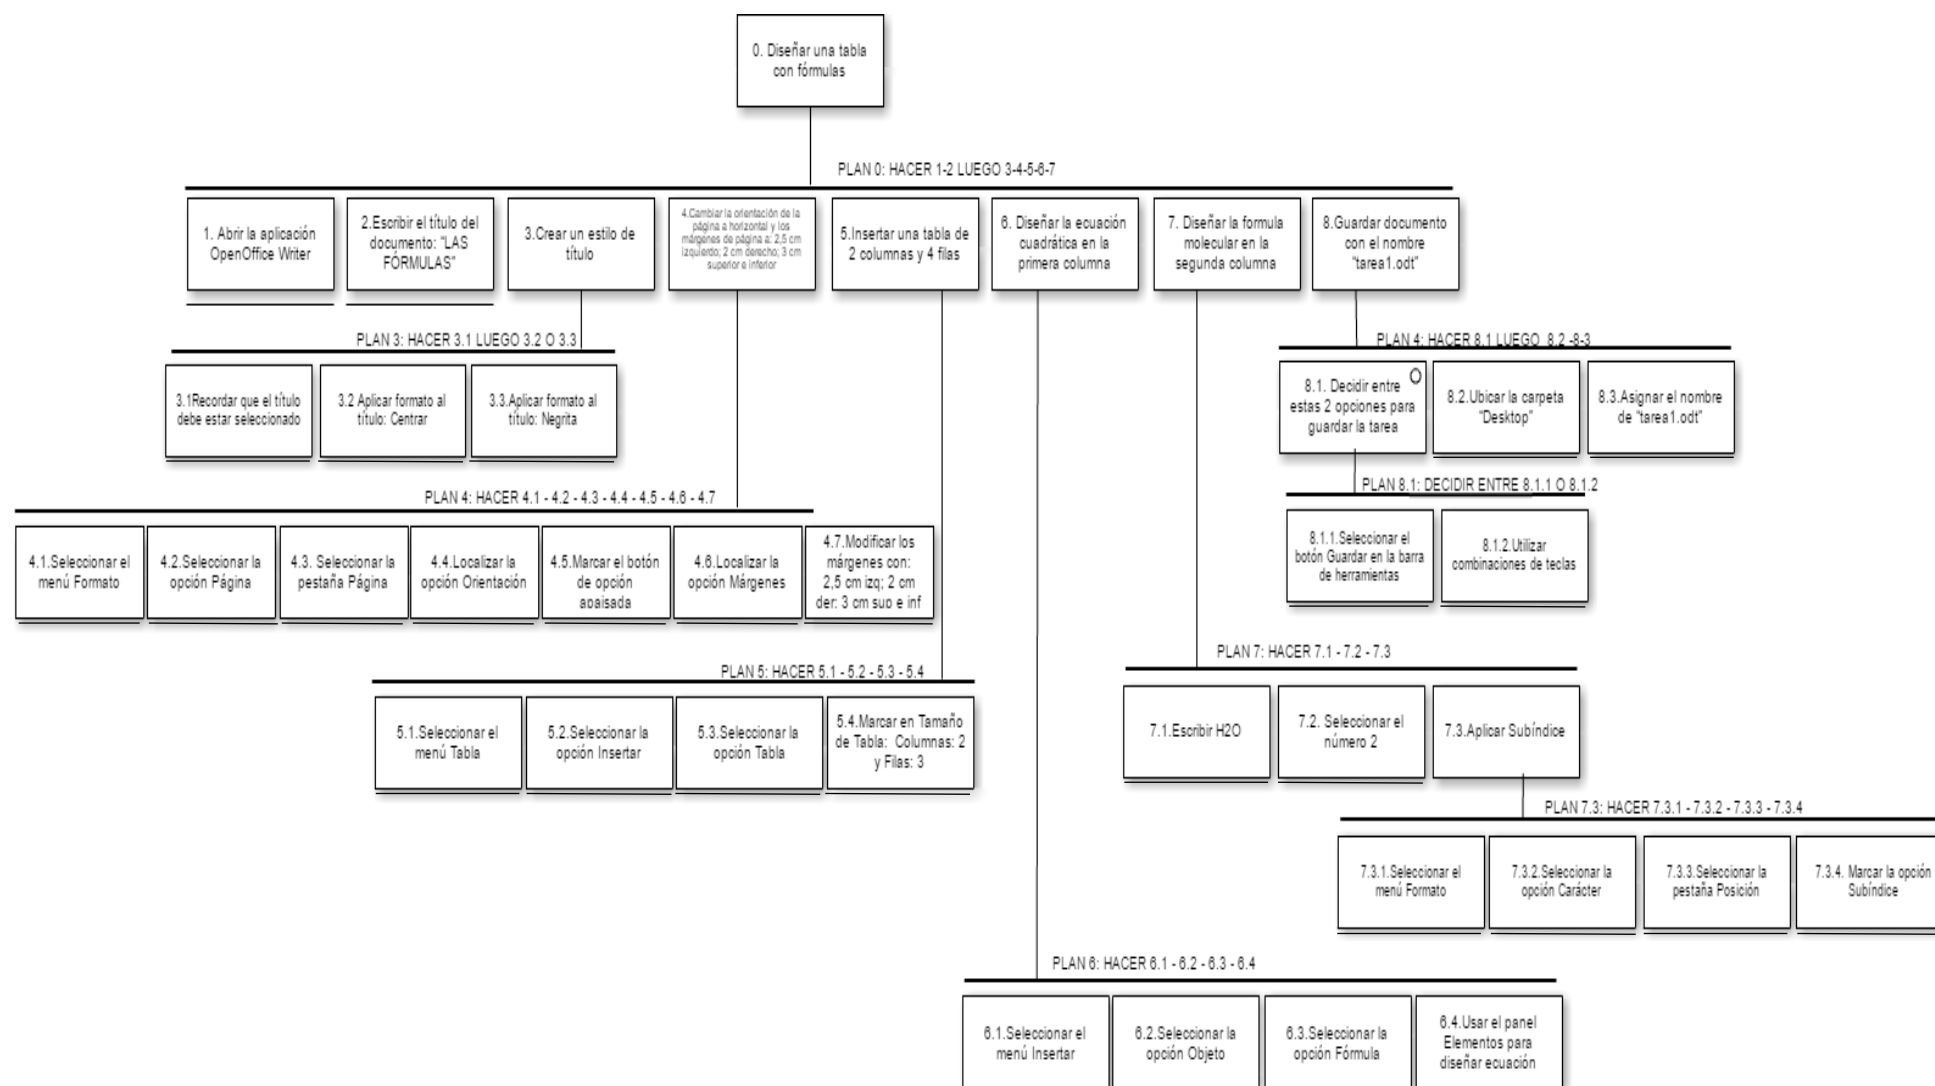 0. Diseñar una tabla
con fórmulas
PLAN 0: HACER 1-2 LUEGO 3-4-5-6-7
1. Abrir la aplicación
OpenOffice Writer
2.Escribir el título del
documento: "LAS
FÓRMULAS"
3.Crear un estilo de
título
4.Cambiar la orientación de la
página a horizontal y los
márgenes de página a: 2,5 cm
izquierdo; 2 cm derecho; 3 cm
superior e inferior
5.Insertar una tabla de
2 columnas y 4 filas
6. Diseñar la ecuación
cuadrática en la
primera columna
7. Diseñar la formula
molecular en la
segunda columna
8.Guardar documento
con el nombre
"tarea1.odt"
PLAN 3: HACER 3.1 LUEGO 3.2 O 3.3
3.1Recordar que el título
debe estar seleccionado
3.2 Aplicar formato al
título: Centrar
3.3.Aplicar formato al
título: Negrita
PLAN 4: HACER 8.1 LUEGO 8.2 -8-3
8.1. Decidir entre
estas 2 opciones para
guardar la tarea
8.2.Ubicar la carpeta
"Desktop"
8.3.Asignar el nombre
de "tarea1.odt"
PLAN 8.1: DECIDIR ENTRE 8.1.1 O 8.1.2
8.1.1.Seleccionar el
botón Guardar en la barra
de herramientas
8.1.2.Utilizar
combinaciones de teclas
PLAN 4: HACER 4.1 - 4.2 - 4.3 - 4.4 - 4.5 - 4.6 - 4.7
4.1.Seleccionar el
menú Formato
4.2.Seleccionar la
opción Página
4.3. Seleccionar la
pestaña Página
4.4.Localizar la
opción Orientación
4.5.Marcar el botón
de opción
apaisada
4.6.Localizar la
opción Márgenes
4.7.Modificar los
márgenes con:
2,5 cm izq; 2 cm
der; 3 cm sup e inf
PLAN 5: HACER 5.1 - 5.2 - 5.3 - 5.4
5.1.Seleccionar el
menú Tabla
5.2.Seleccionar la
opción Insertar
5.3.Seleccionar la
opción Tabla
5.4.Marcar en Tamaño
de Tabla: Columnas: 2
y Filas: 3
PLAN 7: HACER 7.1 - 7.2 - 7.3
7.1.Escribir H2O
7.2. Seleccionar el
número 2
7.3.Aplicar Subíndice
PLAN 7.3: HACER 7.3.1 - 7.3.2 - 7.3.3 - 7.3.4
7.3.1.Seleccionar el
menú Formato
7.3.2.Seleccionar la
opción Carácter
7.3.3.Seleccionar la
pestaña Posición
7.3.4. Marcar la opción
Subíndice
PLAN 6: HACER 6.1 - 6.2 - 6.3 - 6.4
6.1.Seleccionar el
menú Insertar
6.2.Seleccionar la
opción Objeto
6.3.Seleccionar la
opción Fórmula
6.4.Usar el panel
Elementos para
diseñar ecuación